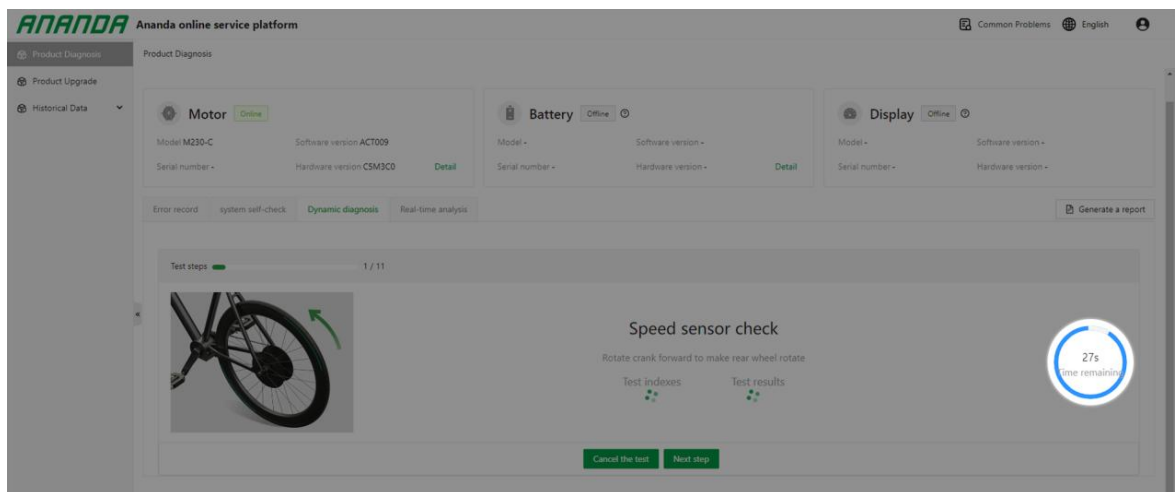 ANANDA Ananda online service platform Common Problems English
Product Diagnosis
Product Upgrade
Historical Data
Product Diagnosis
Motor Online
Model M230-C Software version ACT009
Serial number - Hardware version C5M3C0 Detail
Battery Offline
Model - Software version -
Serial number - Hardware version - Detail
Display Offline
Model - Software version -
Serial number - Hardware version -
Error record system self-check Dynamic diagnosis Real-time analysis Generate a report
Test steps 1 / 11
Speed sensor check
Rotate crank forward to make rear wheel rotate
Test indexes Test results
27s
Time remaining
Cancel the test Next step